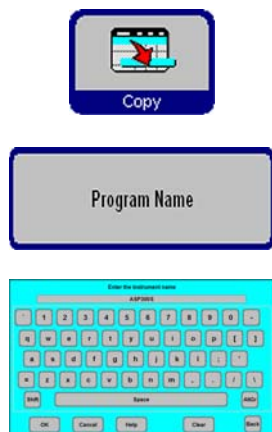 Copy
Program Name
Enter the instrument name
ASP300S
` 1 2 3 4 5 6 7 8 9 0 -
q w e r t y u i o p [ ]
a s d f g h j k l ; '
= z x c v b n m , . / \
Shift Space AltGr
OK Cancel Help Clear Back